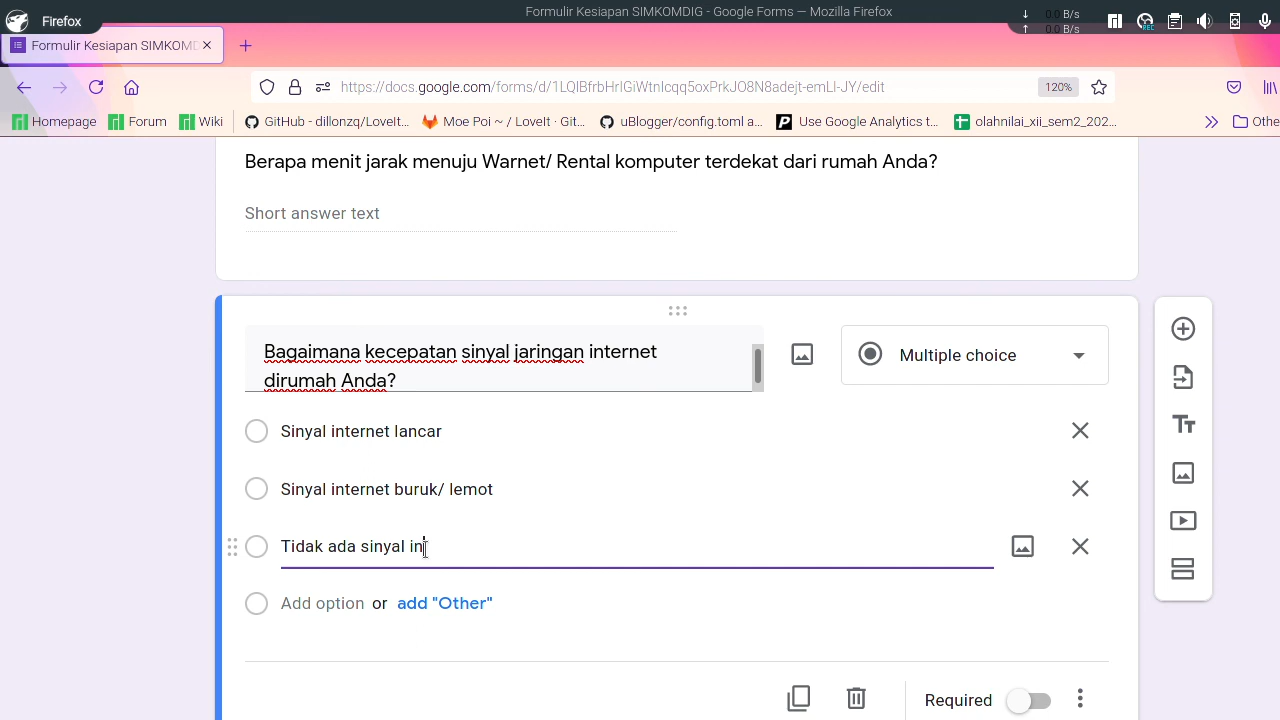 Firefox
Formulir Kesiapan SIMKOMDIG - Google Forms — Mozilla Firefox
↓ 0.0 B/s
↑ 0.0 B/s
REC
Formulir Kesiapan SIMKOMD
https://docs.google.com/forms/d/1LQIBfrbHrIGiWtnIcqq5oxPrkJO8N8adejt-emLI-JY/edit
120%
Homepage Forum Wiki GitHub - dillonzq/LoveIt... Moe Poi ~ / LoveIt · Git... uBlogger/config.toml a... Use Google Analytics t... olahnilai_xii_sem2_202... Othe
Berapa menit jarak menuju Warnet/ Rental komputer terdekat dari rumah Anda?
Short answer text
Bagaimana kecepatan sinyal jaringan internet
dirumah Anda?
Multiple choice
Sinyal internet lancar
Sinyal internet buruk/ lemot
Tidak ada sinyal in
Add option or add "Other"
Required